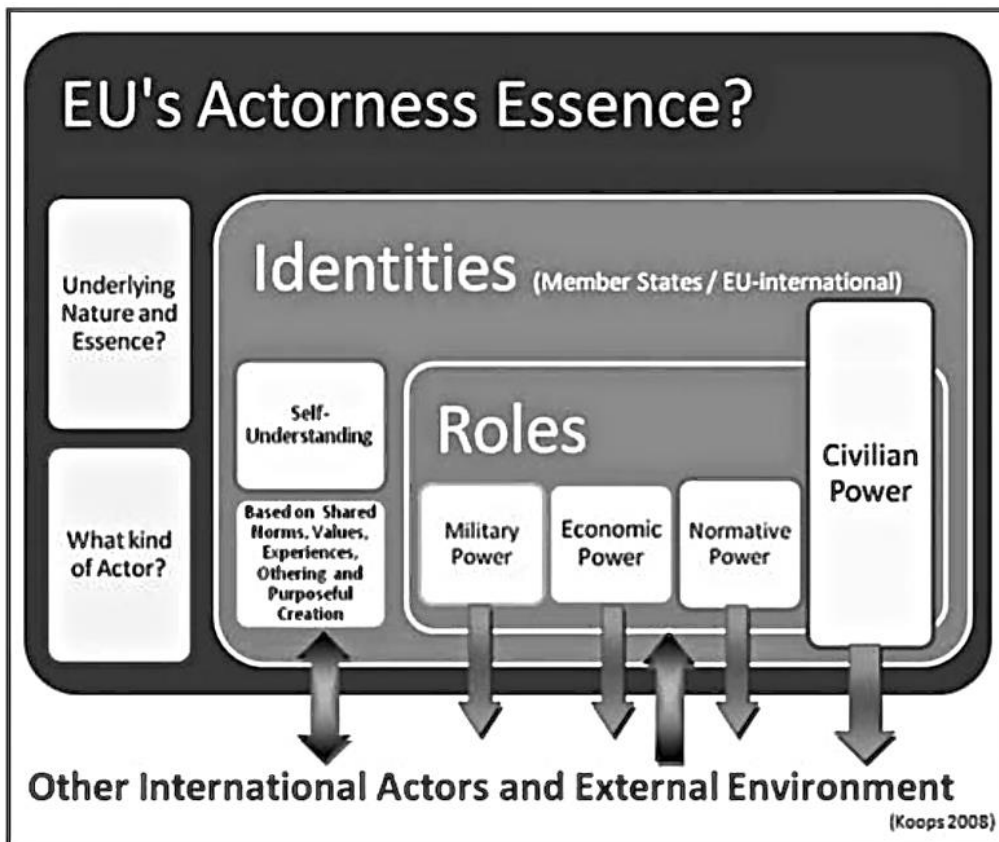 EU's Actorness Essence?
Underlying
Nature and
Essence?
What kind
of Actor?
Identities (Member States / EU-international)
Self-
Understanding
Based on Shared
Norms, Values,
Experiences,
Othering and
Purposeful
Creation
Roles
Military
Power
Economic
Power
Normative
Power
Civilian
Power
Other International Actors and External Environment
(Koops 2008)